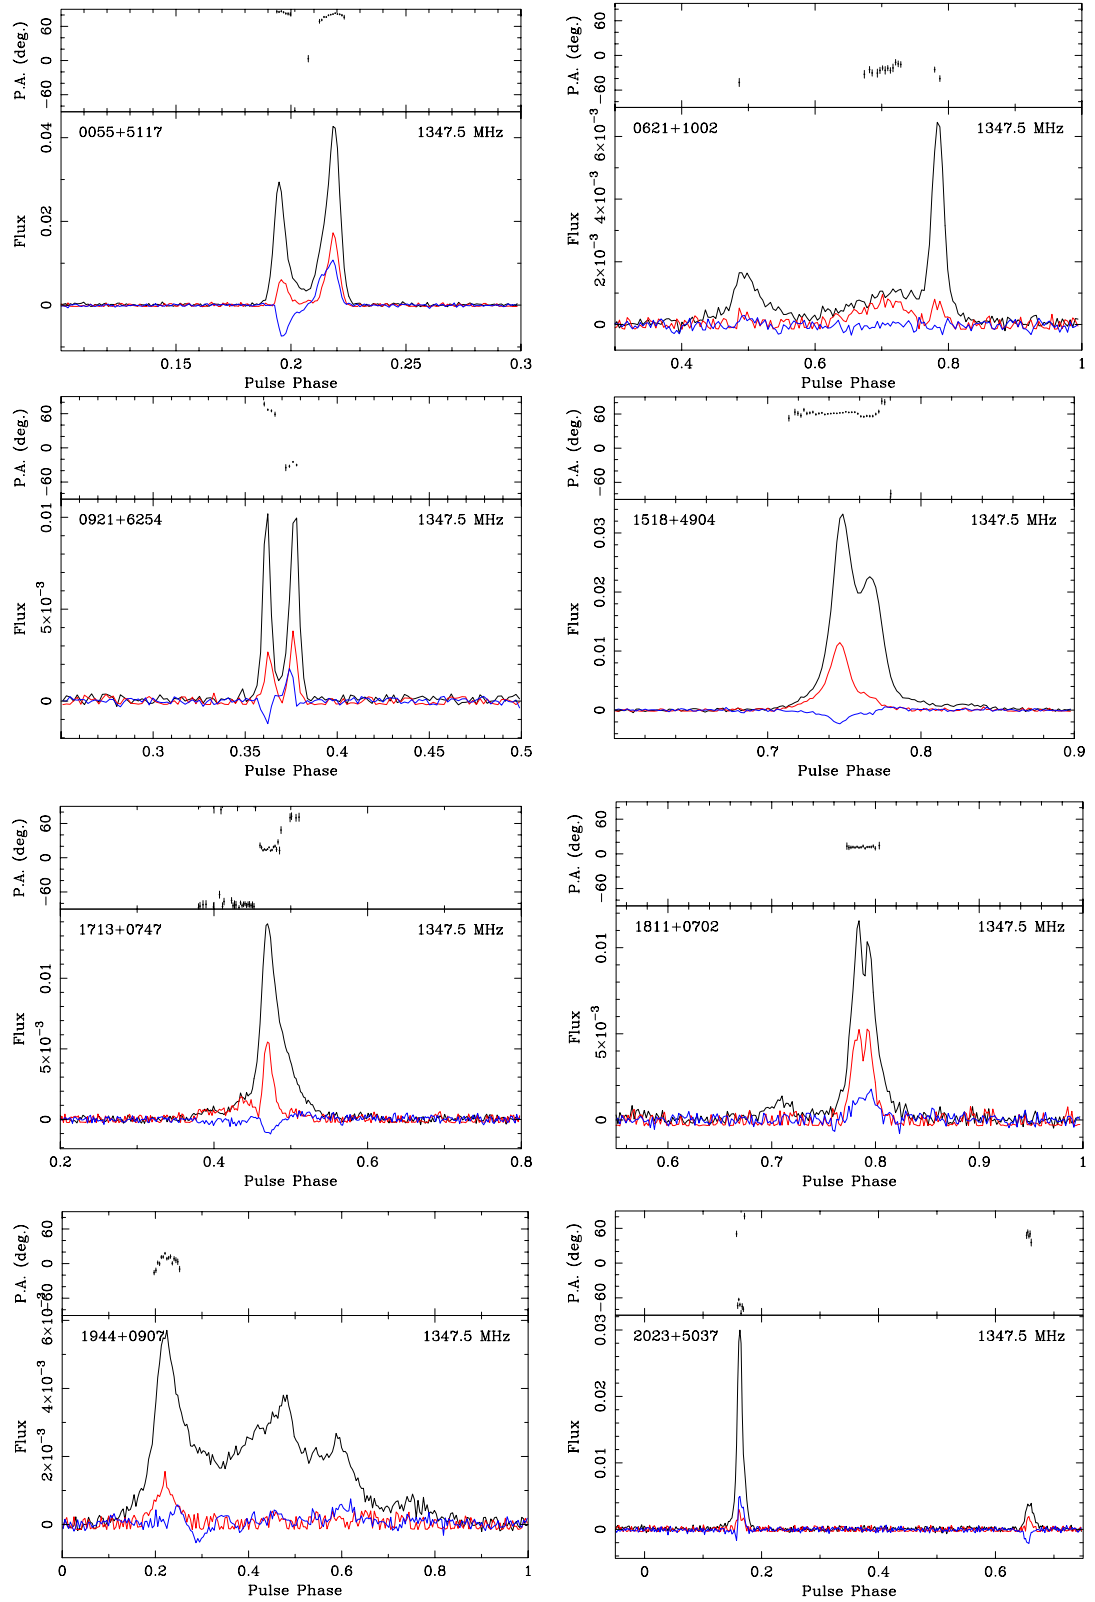 P.A. (deg.)
60
0
−60
0055+5117
1347.5 MHz
Flux
0.04
0.02
0
0.15
0.2
0.25
0.3
Pulse Phase
P.A. (deg.)
60
0
−60
0621+1002
1347.5 MHz
Flux
6×10−3
4×10−3
2×10−3
0
0.4
0.6
0.8
1
Pulse Phase
P.A. (deg.)
60
0
−60
0921+6254
1347.5 MHz
Flux
0.01
5×10−3
0
0.3
0.35
0.4
0.45
0.5
Pulse Phase
P.A. (deg.)
60
0
−60
1518+4904
1347.5 MHz
Flux
0.03
0.02
0.01
0
0.7
0.8
0.9
Pulse Phase
P.A. (deg.)
60
0
−60
1713+0747
1347.5 MHz
Flux
0.01
5×10−3
0
0.2
0.4
0.6
0.8
Pulse Phase
P.A. (deg.)
60
0
−60
1811+0702
1347.5 MHz
Flux
0.01
5×10−3
0
0.6
0.7
0.8
0.9
1
Pulse Phase
P.A. (deg.)
60
0
−60
1944+0907
1347.5 MHz
Flux
6×10−3
4×10−3
2×10−3
0
0
0.2
0.4
0.6
0.8
1
Pulse Phase
P.A. (deg.)
60
0
−60
2023+5037
1347.5 MHz
Flux
0.03
0.02
0.01
0
0
0.2
0.4
0.6
Pulse Phase